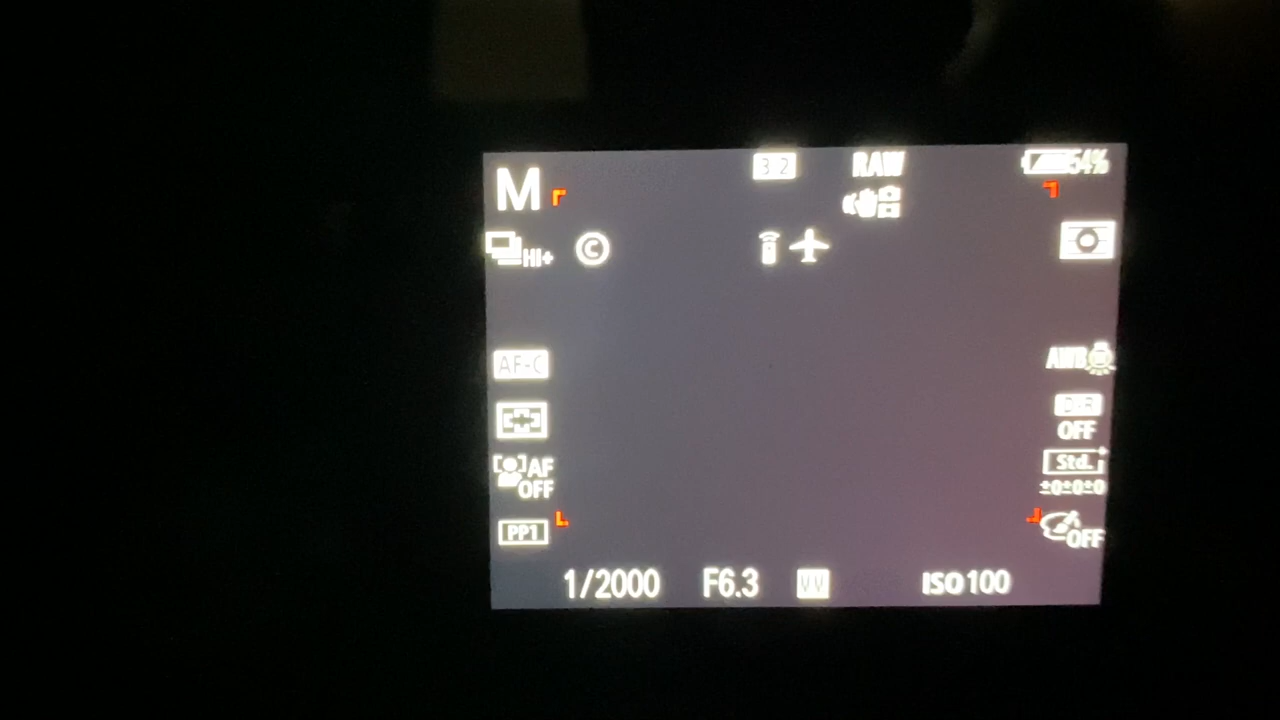 M 3:2 RAW 54%
HI+ C
AF-C AWB
D-R
OFF
AF Std.
OFF ±0±0±0
PP1 OFF
1/2000 F6.3 ISO 100